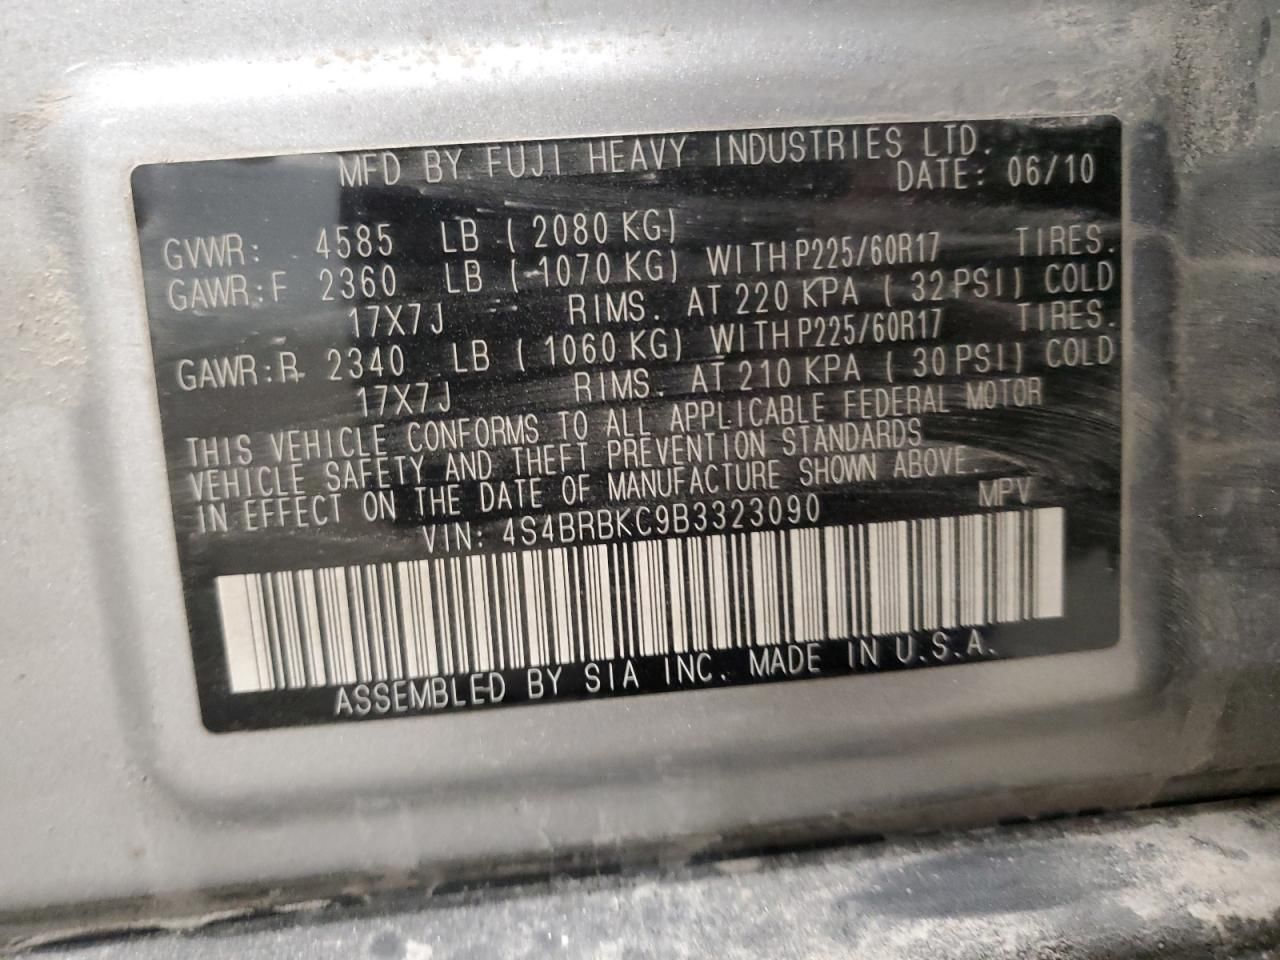 MFD BY FUJI HEAVY INDUSTRIES LTD.
DATE: 06/10
GVWR: 4585 LB ( 2080 KG)
GAWR:F 2360 LB ( 1070 KG) WITH P225/60R17 TIRES.
17X7J RIMS. AT 220 KPA ( 32 PSI) COLD
GAWR:R 2340 LB ( 1060 KG) WITH P225/60R17 TIRES.
17X7J RIMS. AT 210 KPA ( 30 PSI) COLD
THIS VEHICLE CONFORMS TO ALL APPLICABLE FEDERAL MOTOR
VEHICLE SAFETY AND THEFT PREVENTION STANDARDS
IN EFFECT ON THE DATE OF MANUFACTURE SHOWN ABOVE.
VIN: 4S4BRBKC9B3323090 MPV
ASSEMBLED BY SIA INC. MADE IN U.S.A.